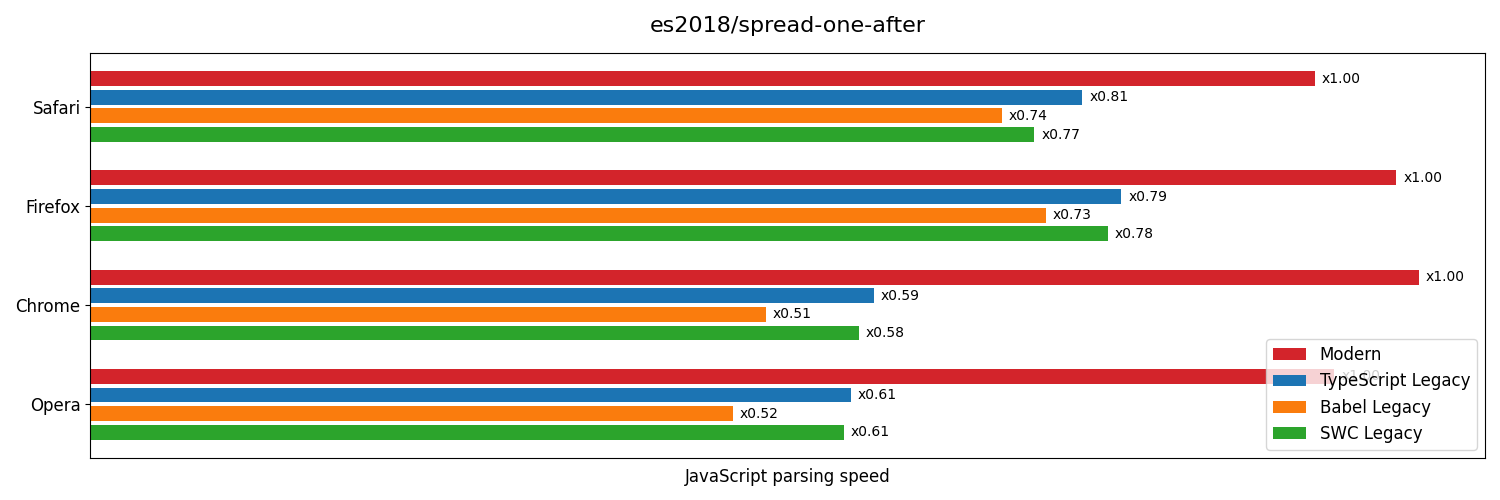 es2018/spread-one-after
Safari
x1.00
x0.81
x0.74
x0.77
Firefox
x1.00
x0.79
x0.73
x0.78
Chrome
x1.00
x0.59
x0.51
x0.58
Opera
x1.00
x0.61
x0.52
x0.61
Modern
TypeScript Legacy
Babel Legacy
SWC Legacy
JavaScript parsing speed